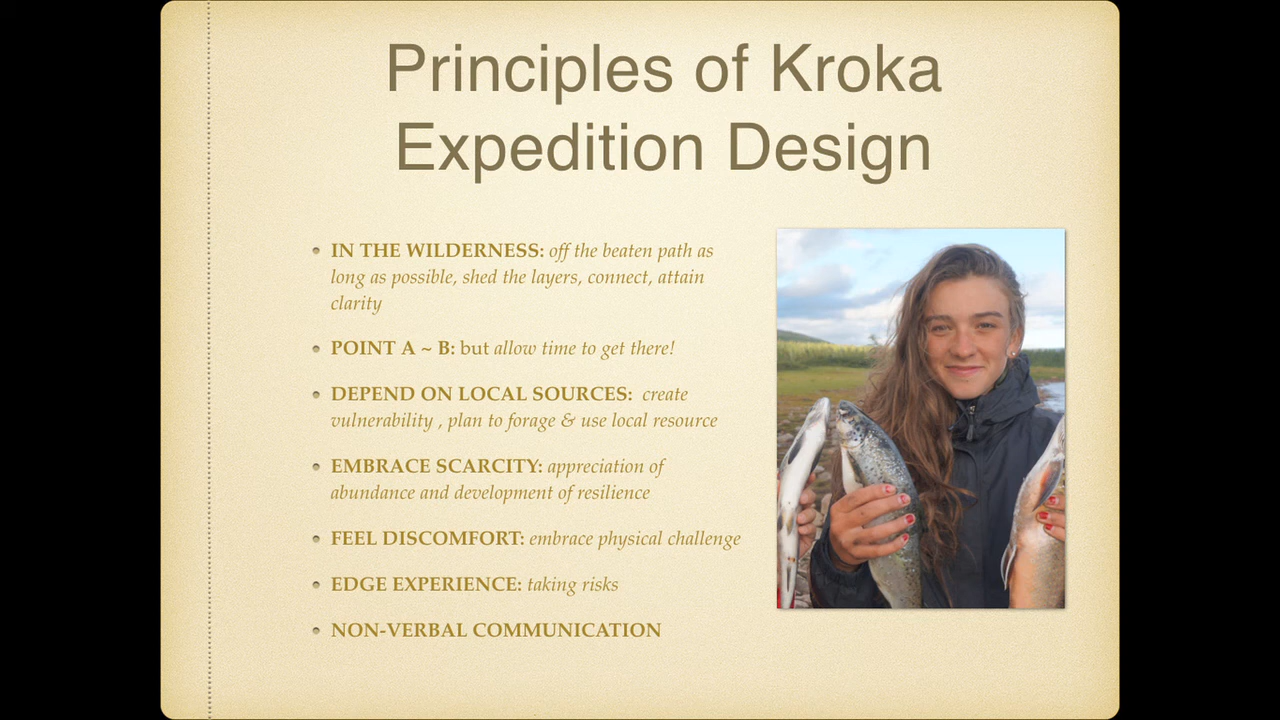 Principles of Kroka
Expedition Design
IN THE WILDERNESS: off the beaten path as
long as possible, shed the layers, connect, attain
clarity
POINT A ~ B: but allow time to get there!
DEPEND ON LOCAL SOURCES:  create
vulnerability , plan to forage & use local resource
EMBRACE SCARCITY: appreciation of
abundance and development of resilience
FEEL DISCOMFORT: embrace physical challenge
EDGE EXPERIENCE: taking risks
NON-VERBAL COMMUNICATION